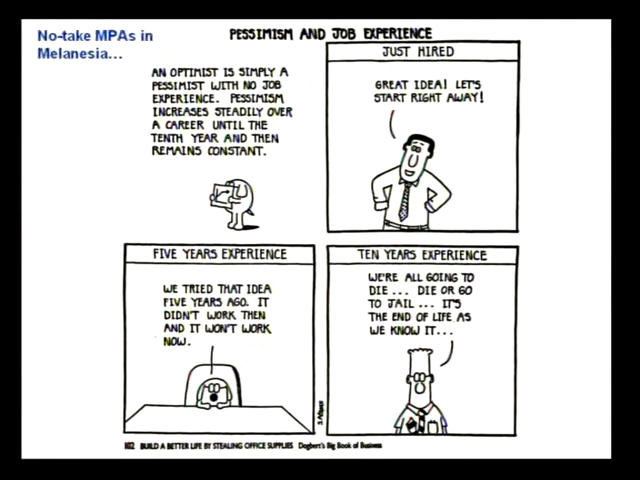 No-take MPAs in
Melanesia...
PESSIMISM AND JOB EXPERIENCE
AN OPTIMIST IS SIMPLY A
PESSIMIST WITH NO JOB
EXPERIENCE. PESSIMISM
INCREASES STEADILY OVER
A CAREER UNTIL THE
TENTH YEAR AND THEN
REMAINS CONSTANT.
JUST HIRED
GREAT IDEA! LET'S
START RIGHT AWAY!
FIVE YEARS EXPERIENCE
WE TRIED THAT IDEA
FIVE YEARS AGO. IT
DIDN'T WORK THEN
AND IT WON'T WORK
NOW.
S.Adams
TEN YEARS EXPERIENCE
WE'RE ALL GOING TO
DIE... DIE OR GO
TO JAIL... IT'S
THE END OF LIFE AS
WE KNOW IT...
102 BUILD A BETTER LIFE BY STEALING OFFICE SUPPLIES Dogbert's Big Book of Business